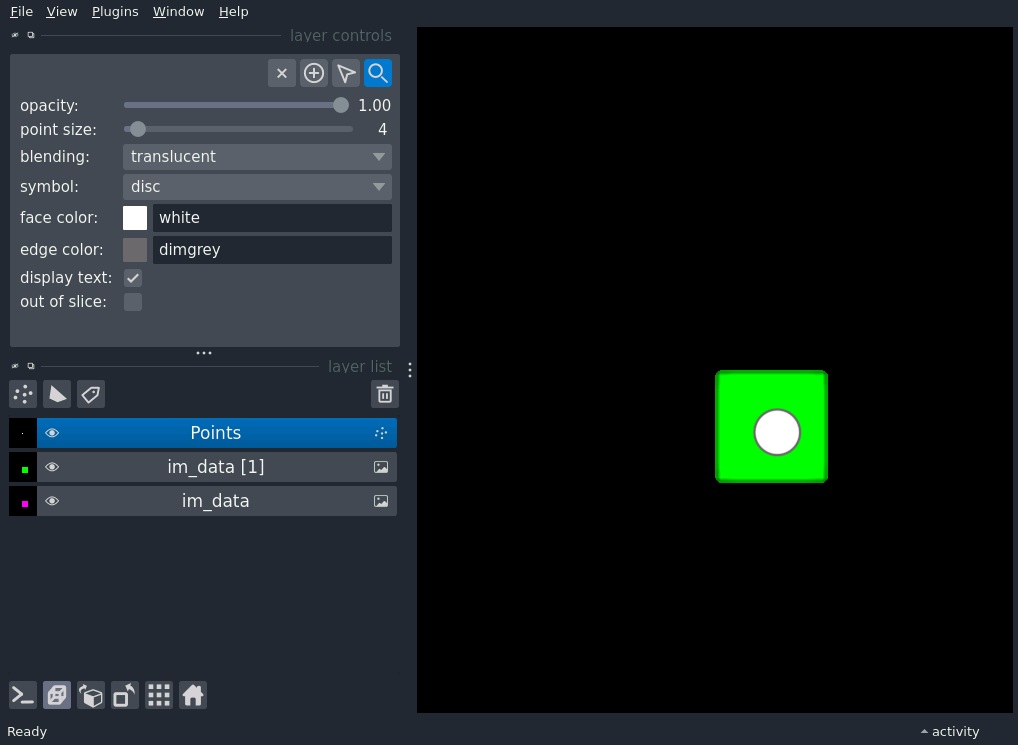 File View Plugins Window Help
layer controls
opacity: 1.00
point size: 4
blending: translucent
symbol: disc
face color: white
edge color: dimgrey
display text:
out of slice:
layer list
Points
im_data [1]
im_data
Ready activity